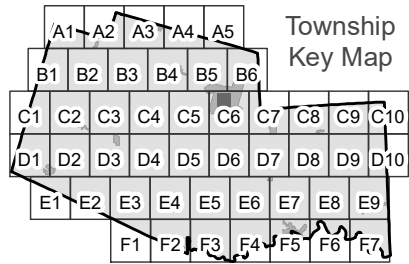 Township
Key Map
A1 A2 A3 A4 A5
B1 B2 B3 B4 B5 B6
C1 C2 C3 C4 C5 C6 C7 C8 C9 C10
D1 D2 D3 D4 D5 D6 D7 D8 D9 D10
E1 E2 E3 E4 E5 E6 E7 E8 E9
F1 F2 F3 F4 F5 F6 F7